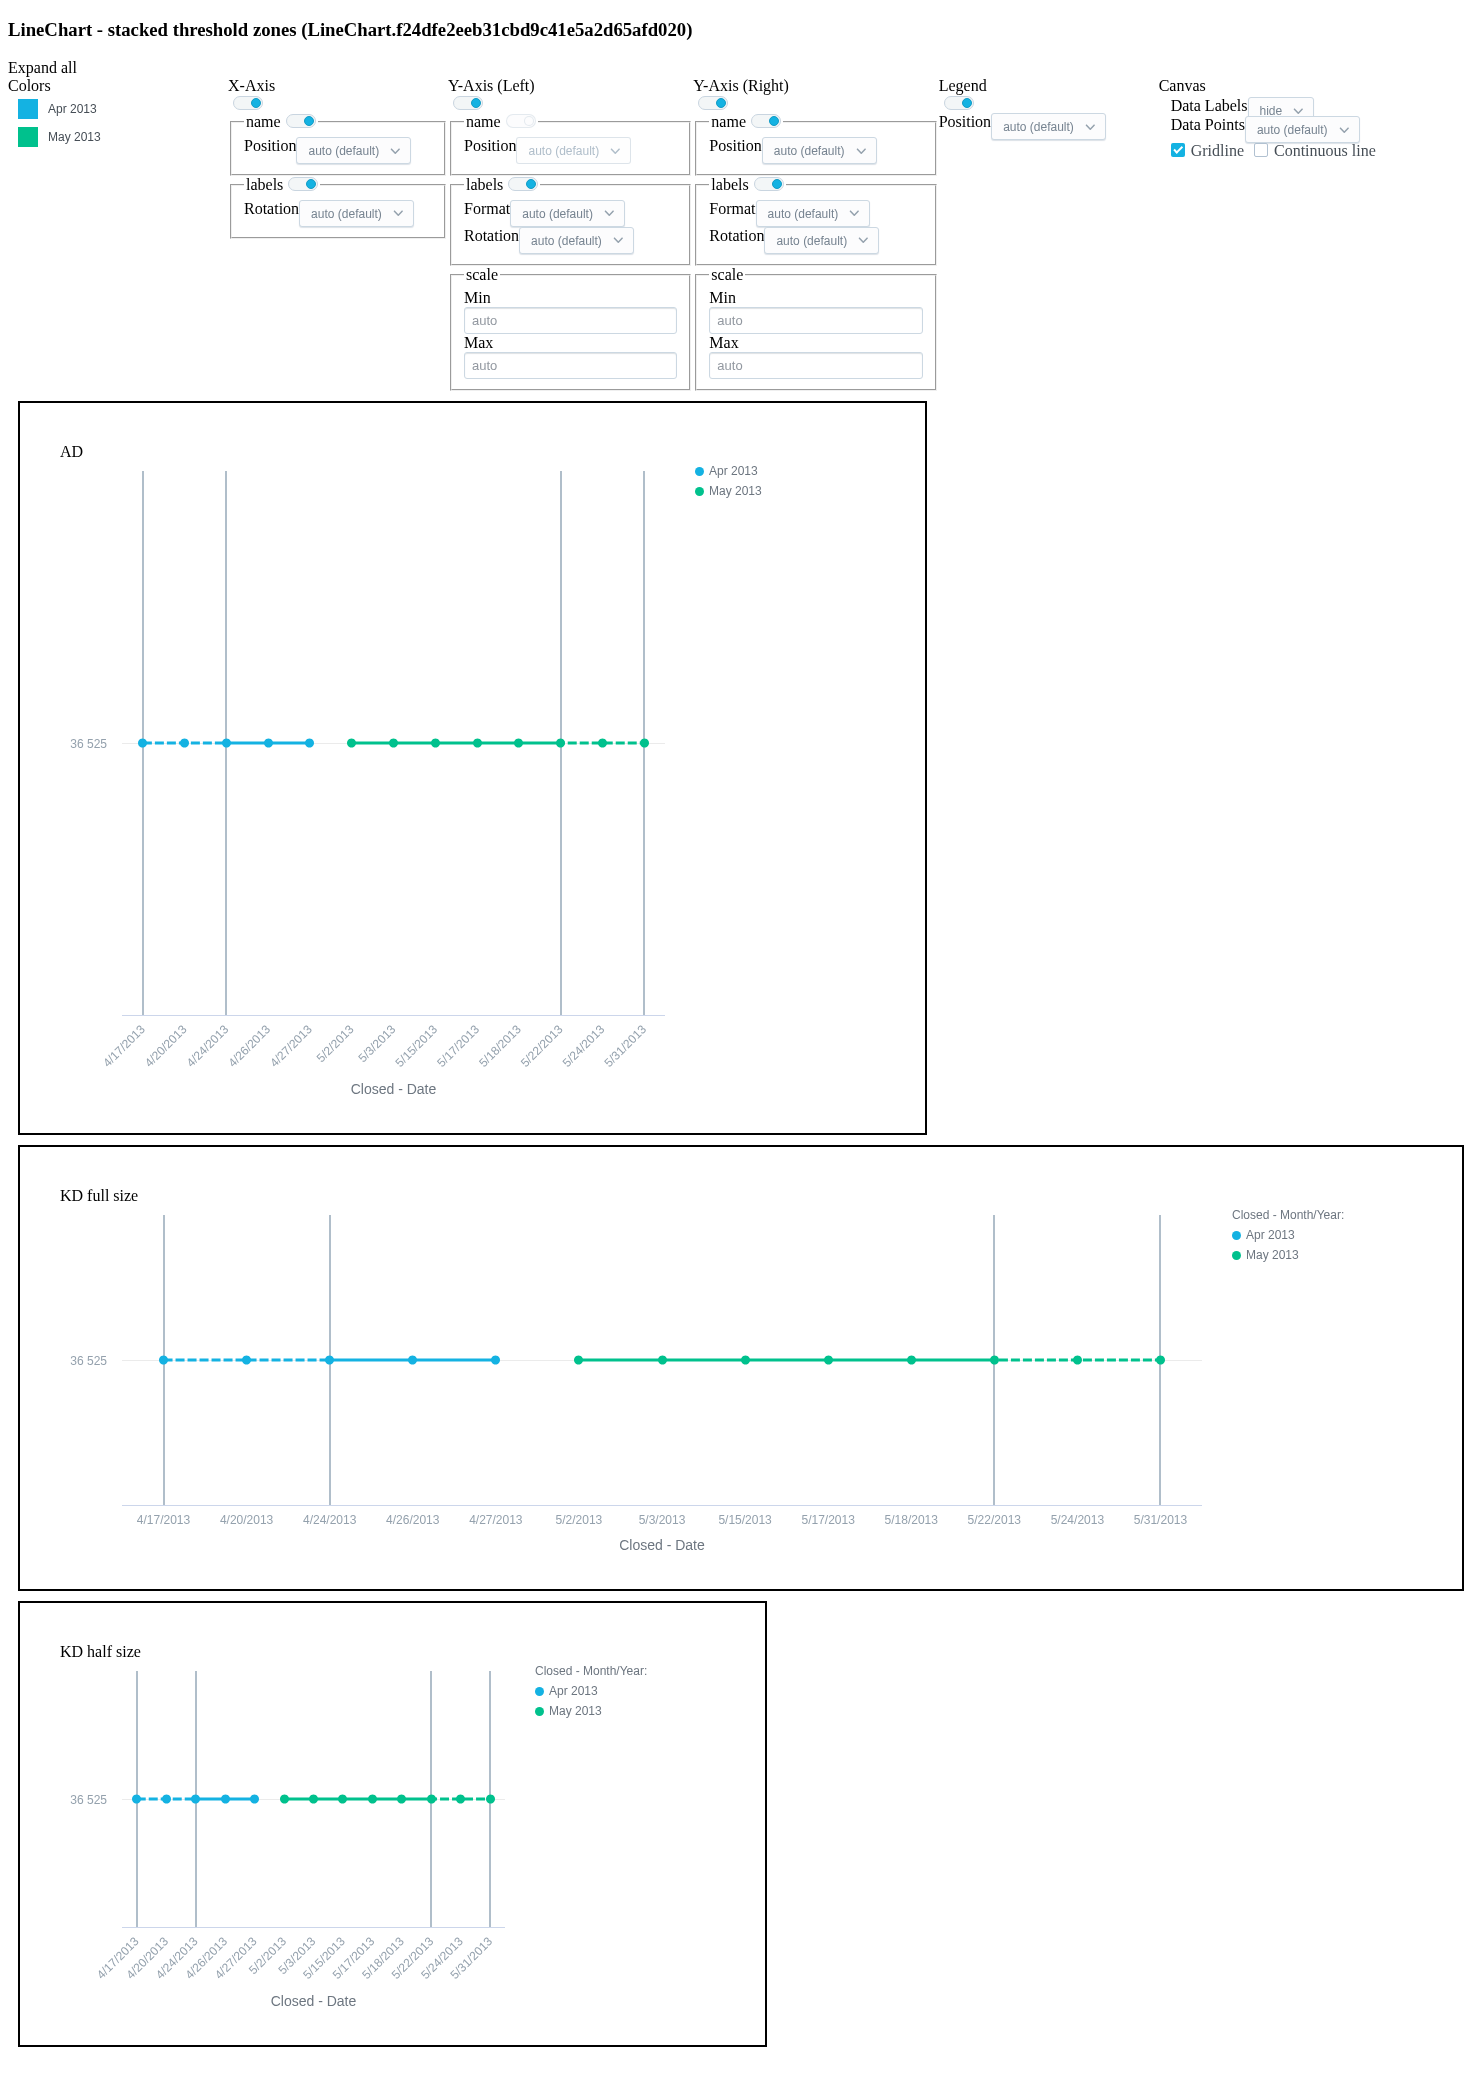 LineChart - stacked threshold zones (LineChart.f24dfe2eeb31cbd9c41e5a2d65afd020)
Expand all
Colors
Apr 2013
May 2013
X-Axis
name
Position auto (default)
labels
Rotation auto (default)
Y-Axis (Left)
name
Position auto (default)
labels
Format auto (default)
Rotation auto (default)
scale
Min
auto
Max
auto
Y-Axis (Right)
name
Position auto (default)
labels
Format auto (default)
Rotation auto (default)
scale
Min
auto
Max
auto
Legend
Position auto (default)
Canvas
Data Labels hide
Data Points auto (default)
Gridline Continuous line
AD
Apr 2013
May 2013
36 525
4/17/2013 4/20/2013 4/24/2013 4/26/2013 4/27/2013 5/2/2013 5/3/2013 5/15/2013 5/17/2013 5/18/2013 5/22/2013 5/24/2013 5/31/2013
Closed - Date
KD full size
Closed - Month/Year:
Apr 2013
May 2013
36 525
4/17/2013 4/20/2013 4/24/2013 4/26/2013 4/27/2013 5/2/2013 5/3/2013 5/15/2013 5/17/2013 5/18/2013 5/22/2013 5/24/2013 5/31/2013
Closed - Date
KD half size
Closed - Month/Year:
Apr 2013
May 2013
36 525
4/17/2013 4/20/2013 4/24/2013 4/26/2013 4/27/2013 5/2/2013 5/3/2013 5/15/2013 5/17/2013 5/18/2013 5/22/2013 5/24/2013 5/31/2013
Closed - Date